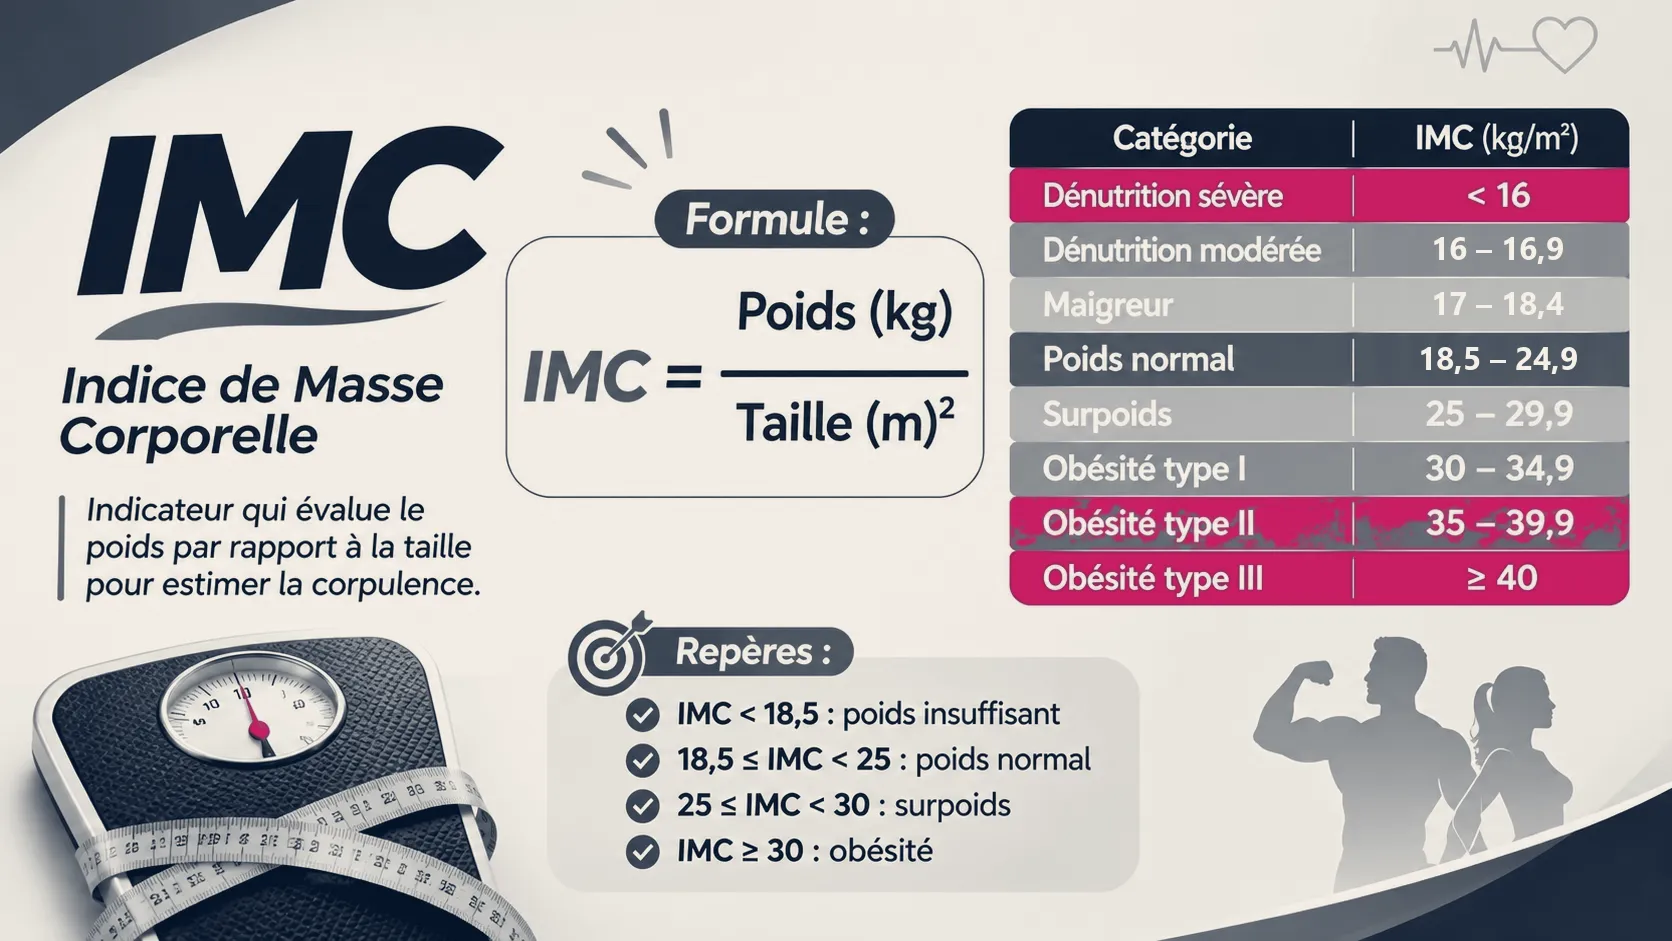 IMC
Indice de Masse
Corporelle
Indicateur qui évalue le
poids par rapport à la taille
pour estimer la corpulence.
Formule :
IMC = Poids (kg)
Taille (m)²
Catégorie IMC (kg/m²)
Dénutrition sévère < 16
Dénutrition modérée 16 – 16,9
Maigreur 17 – 18,4
Poids normal 18,5 – 24,9
Surpoids 25 – 29,9
Obésité type I 30 – 34,9
Obésité type II 35 – 39,9
Obésité type III ≥ 40
Repères :
IMC < 18,5 : poids insuffisant
18,5 ≤ IMC < 25 : poids normal
25 ≤ IMC < 30 : surpoids
IMC ≥ 30 : obésité